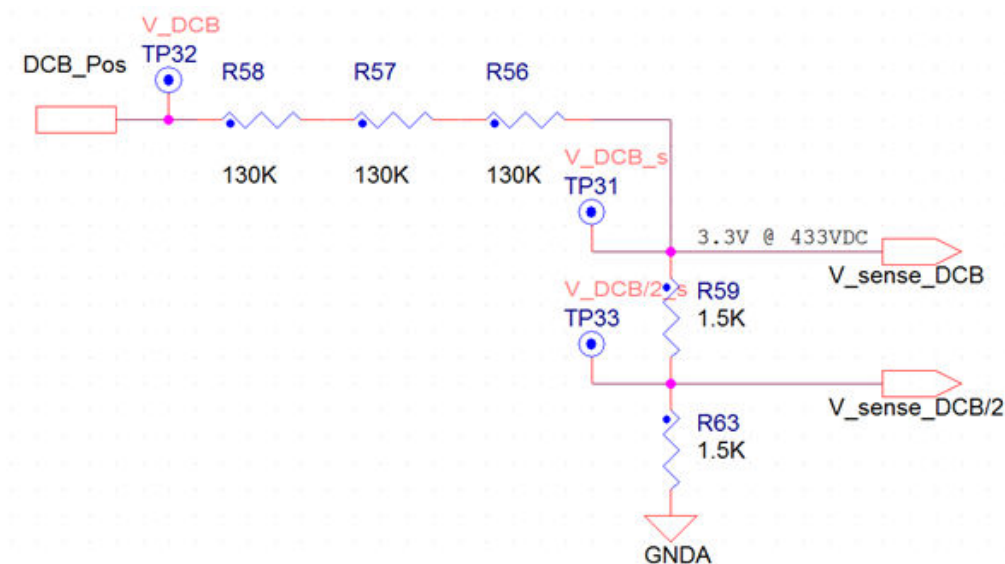 V_DCB
TP32
DCB_Pos
R58
R57
R56
130K
130K
130K
V_DCB_s
TP31
3.3V @ 433VDC
V_sense_DCB
V_DCB/2_s
R59
TP33
1.5K
V_sense_DCB/2
R63
1.5K
GNDA